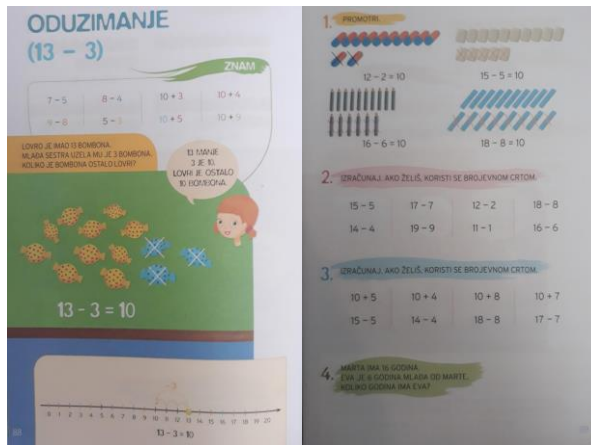 ODUZIMANJE
(13 – 3)
ZNAM
7 – 5 8 – 4 10 + 3 10 + 4
9 – 8 5 – 3 10 + 5 10 + 9
LOVRO JE IMAO 13 BOMBONA.
MLAĐA SESTRA UZELA MU JE 3 BOMBONA.
KOLIKO JE BOMBONA OSTALO LOVRI?
13 MANJE
3 JE 10.
LOVRI JE OSTALO
10 BOMBONA.
13 – 3 = 10
– 3
0 1 2 3 4 5 6 7 8 9 10 11 12 13 14 15 16 17 18 19 20
13 – 3 = 10
1. PROMOTRI.
12 – 2 = 10 15 – 5 = 10
16 – 6 = 10 18 – 8 = 10
2. IZRAČUNAJ. AKO ŽELIŠ, KORISTI SE BROJEVNOM CRTOM.
15 – 5 17 – 7 12 – 2 18 – 8
14 – 4 19 – 9 11 – 1 16 – 6
3. IZRAČUNAJ. AKO ŽELIŠ, KORISTI SE BROJEVNOM CRTOM.
10 + 5 10 + 4 10 + 8 10 + 7
15 – 5 14 – 4 18 – 8 17 – 7
4. MARTA IMA 16 GODINA.
EVA JE 6 GODINA MLAĐA OD MARTE.
KOLIKO GODINA IMA EVA?